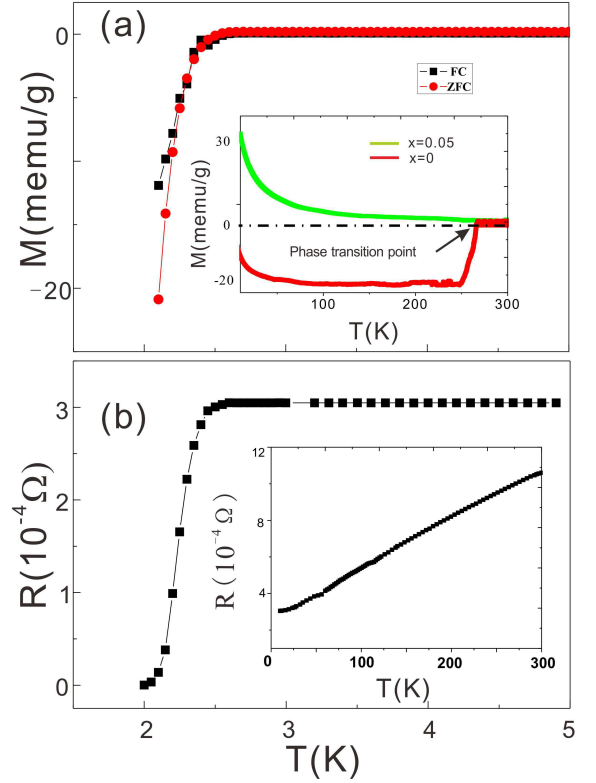 (a)
0
−20
M(memu/g)
FC
ZFC
30
0
-20
M(memu/g)
x=0.05
x=0
Phase transition point
100
200
300
T(K)
(b)
3
2
1
0
R(10⁻⁴Ω)
12
8
4
R(10⁻⁴Ω)
0
100
200
300
T(K)
2
3
4
5
T(K)